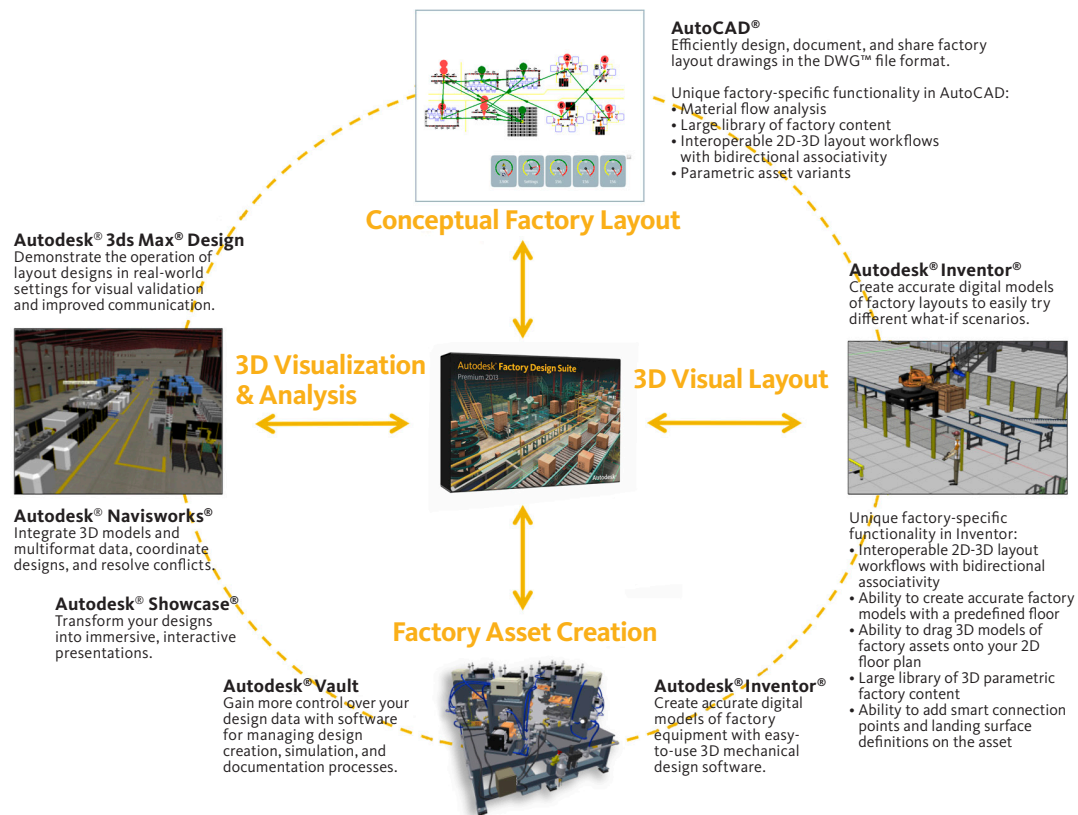 AutoCAD®
Efficiently design, document, and share factory
layout drawings in the DWG™ file format.
Unique factory-specific functionality in AutoCAD:
• Material flow analysis
• Large library of factory content
• Interoperable 2D-3D layout workflows
with bidirectional associativity
• Parametric asset variants
Conceptual Factory Layout
Autodesk® 3ds Max® Design
Demonstrate the operation of
layout designs in real-world
settings for visual validation
and improved communication.
Autodesk® Inventor®
Create accurate digital models
of factory layouts to easily try
different what-if scenarios.
3D Visualization
& Analysis
Autodesk® Factory Design Suite
Premium 2013
Autodesk®
3D Visual Layout
Autodesk® Navisworks®
Integrate 3D models and
multiformat data, coordinate
designs, and resolve conflicts.
Autodesk® Showcase®
Transform your designs
into immersive, interactive
presentations.
Unique factory-specific
functionality in Inventor:
• Interoperable 2D-3D layout
workflows with bidirectional
associativity
• Ability to create accurate factory
models with a predefined floor
• Ability to drag 3D models of
factory assets onto your 2D
floor plan
• Large library of 3D parametric
factory content
• Ability to add smart connection
points and landing surface
definitions on the asset
Factory Asset Creation
Autodesk® Vault
Gain more control over your
design data with software
for managing design
creation, simulation, and
documentation processes.
Autodesk® Inventor®
Create accurate digital
models of factory
equipment with easy-
to-use 3D mechanical
design software.